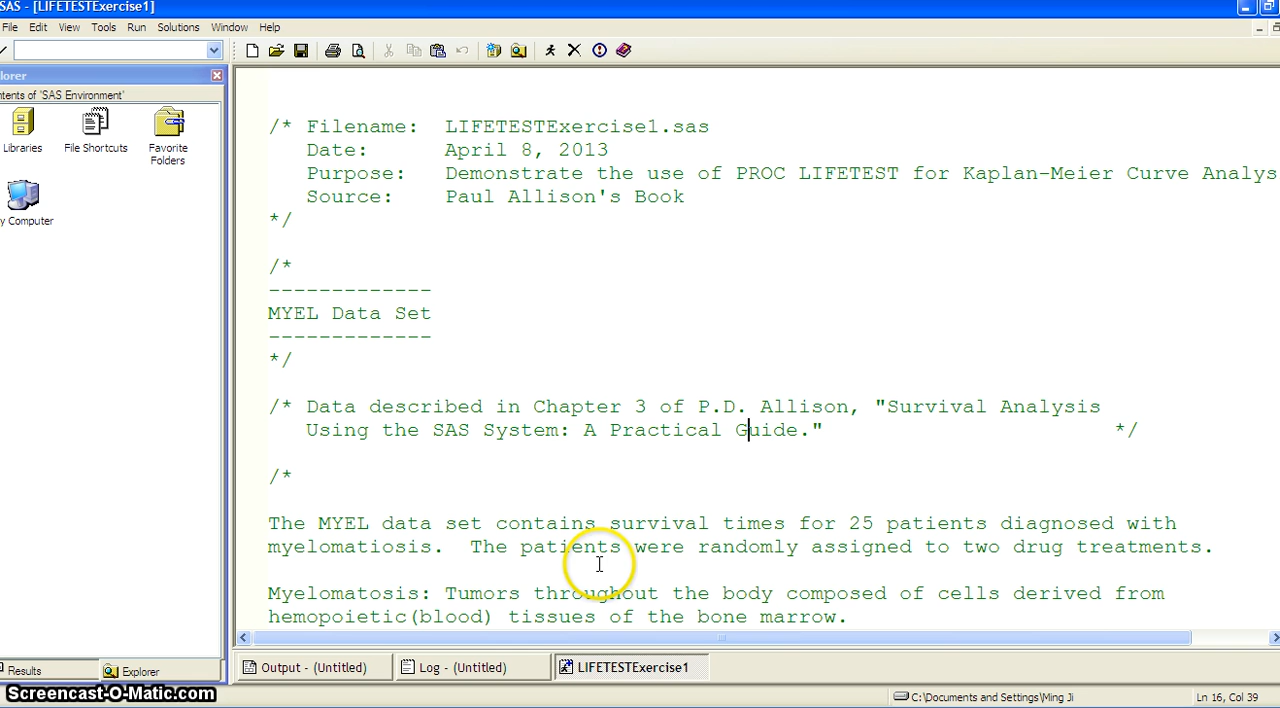 SAS - [LIFETESTExercise1]
File Edit View Tools Run Solutions Window Help
lorer
ntents of 'SAS Environment'
Libraries File Shortcuts Favorite Folders
y Computer
/* Filename: LIFETESTExercise1.sas
Date: April 8, 2013
Purpose: Demonstrate the use of PROC LIFETEST for Kaplan-Meier Curve Analys
Source: Paul Allison's Book
*/
/*
-------------
MYEL Data Set
-------------
*/
/* Data described in Chapter 3 of P.D. Allison, "Survival Analysis
Using the SAS System: A Practical Guide." */
/*
The MYEL data set contains survival times for 25 patients diagnosed with
myelomatiosis. The patients were randomly assigned to two drug treatments.
Myelomatosis: Tumors throughout the body composed of cells derived from
hemopoietic(blood) tissues of the bone marrow.
Results Explorer Output - (Untitled) Log - (Untitled) LIFETESTExercise1
Screencast-O-Matic.com C:\Documents and Settings\Ming Ji Ln 16, Col 39